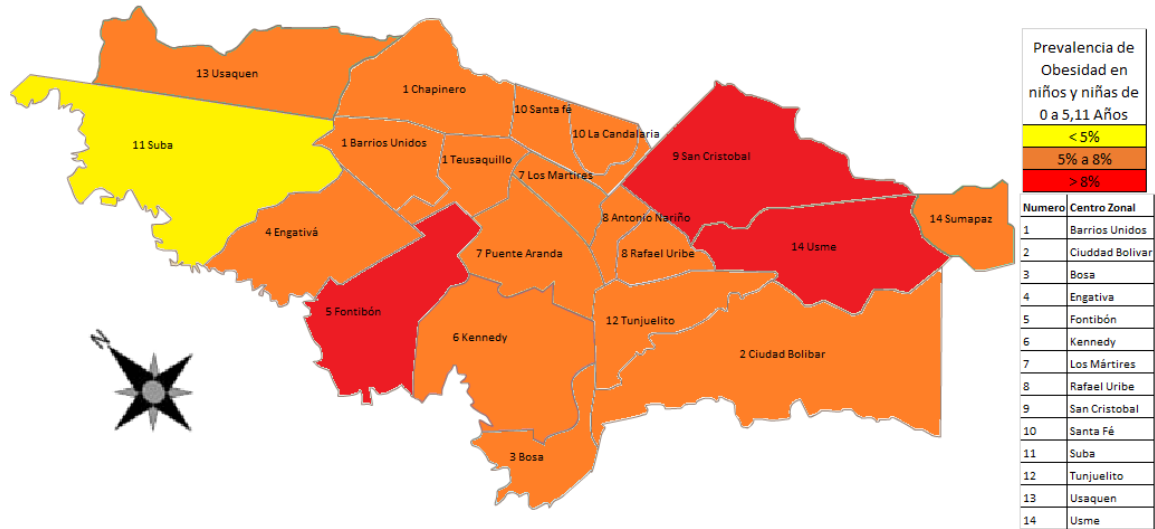 13 Usaquen
1 Chapinero
10 Santa fé
10 La Candalaria
11 Suba
1 Barrios Unidos
1 Teusaquillo
7 Los Martires
9 San Cristobal
4 Engativá
8 Antonio Nariño
14 Sumapaz
7 Puente Aranda
8 Rafael Uribe
14 Usme
5 Fontibón
12 Tunjuelito
6 Kennedy
2 Ciudad Bolibar
3 Bosa
N
Prevalencia de
Obesidad en
niños y niñas de
0 a 5,11 Años
< 5%
5% a 8%
> 8%
Numero Centro Zonal
1 Barrios Unidos
2 Ciuddad Bolivar
3 Bosa
4 Engativa
5 Fontibón
6 Kennedy
7 Los Mártires
8 Rafael Uribe
9 San Cristobal
10 Santa Fé
11 Suba
12 Tunjuelito
13 Usaquen
14 Usme